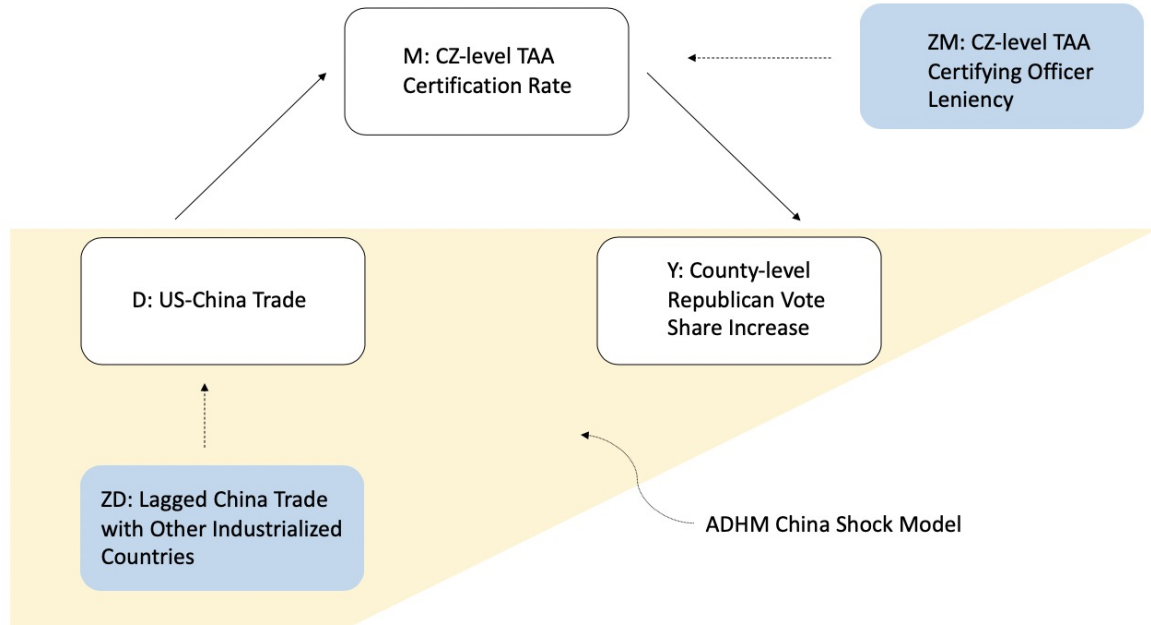 M: CZ-level TAA
Certification Rate
ZM: CZ-level TAA
Certifying Officer
Leniency
D: US-China Trade
Y: County-level
Republican Vote
Share Increase
ZD: Lagged China Trade
with Other Industrialized
Countries
ADHM China Shock Model